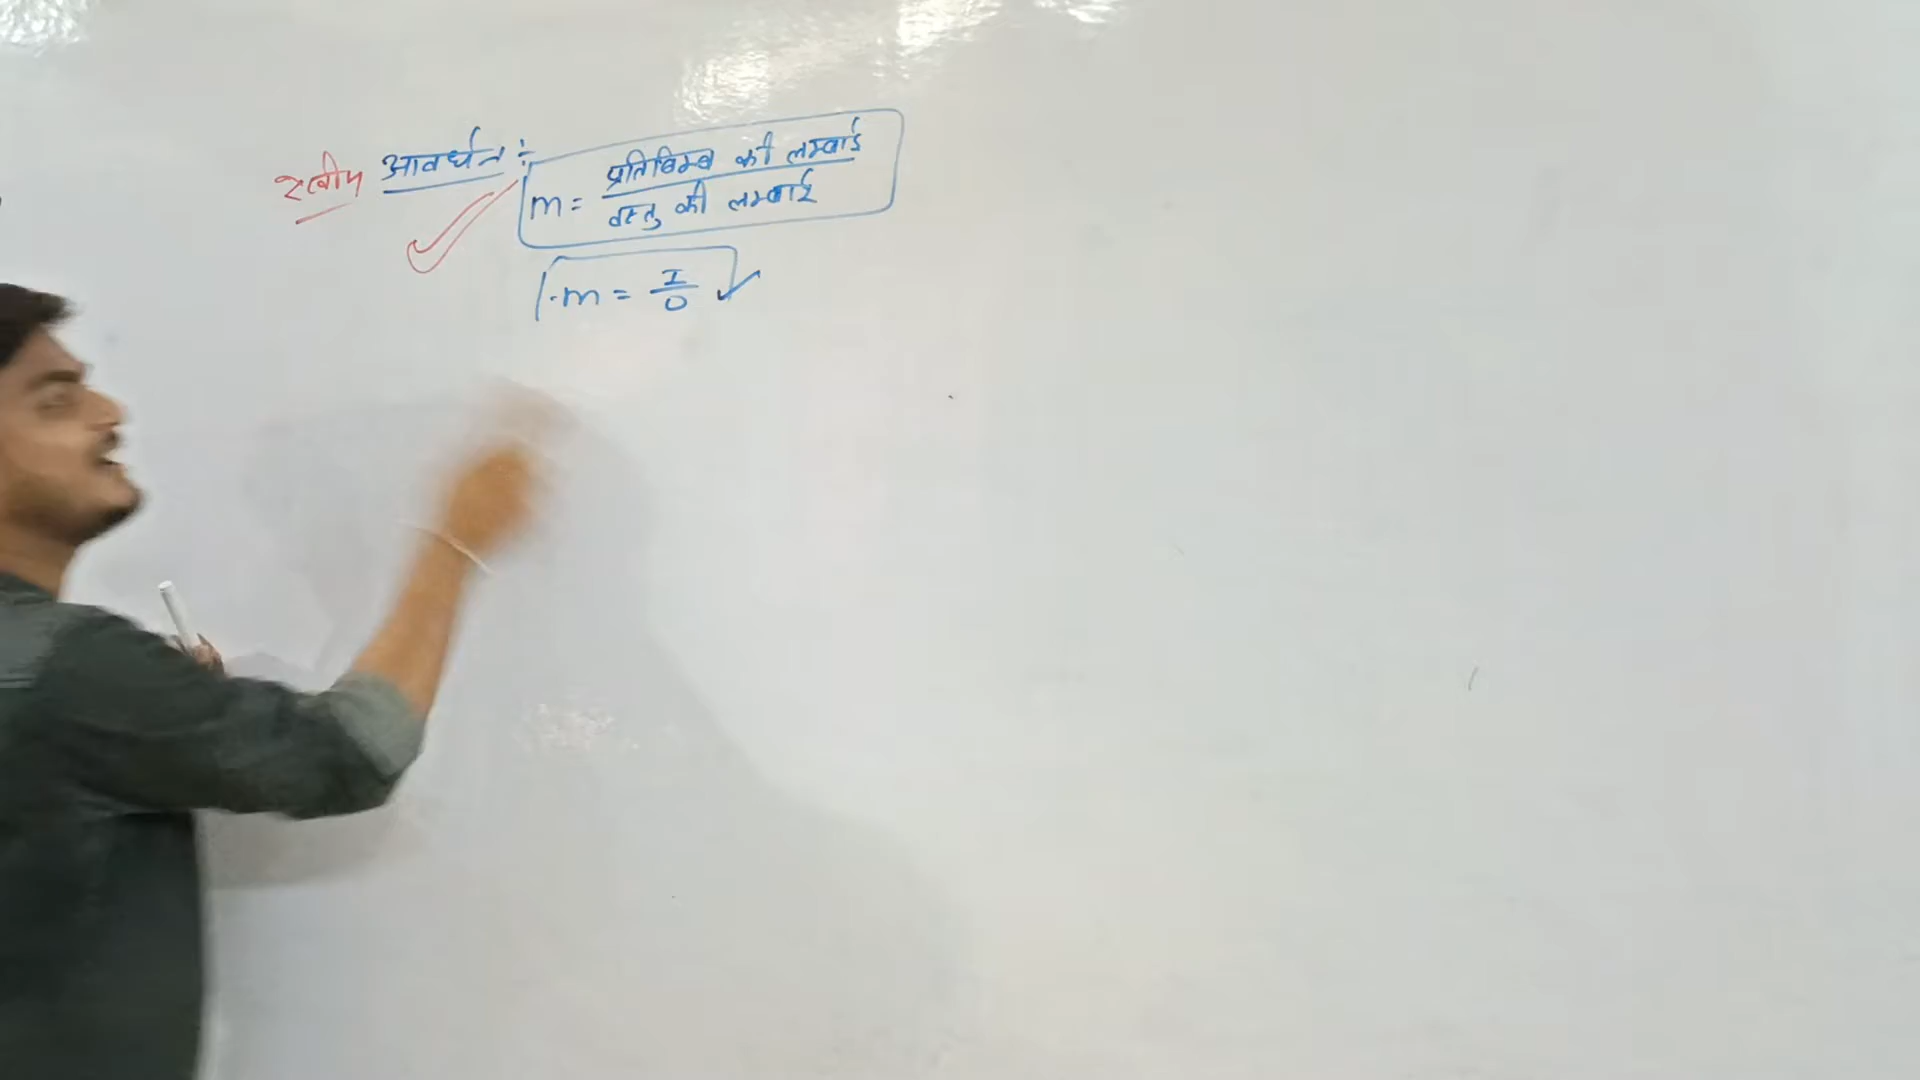 रेखीय आवर्धन :-
m = प्रतिबिम्ब की लम्बाई
वस्तु की लम्बाई
m = I/O